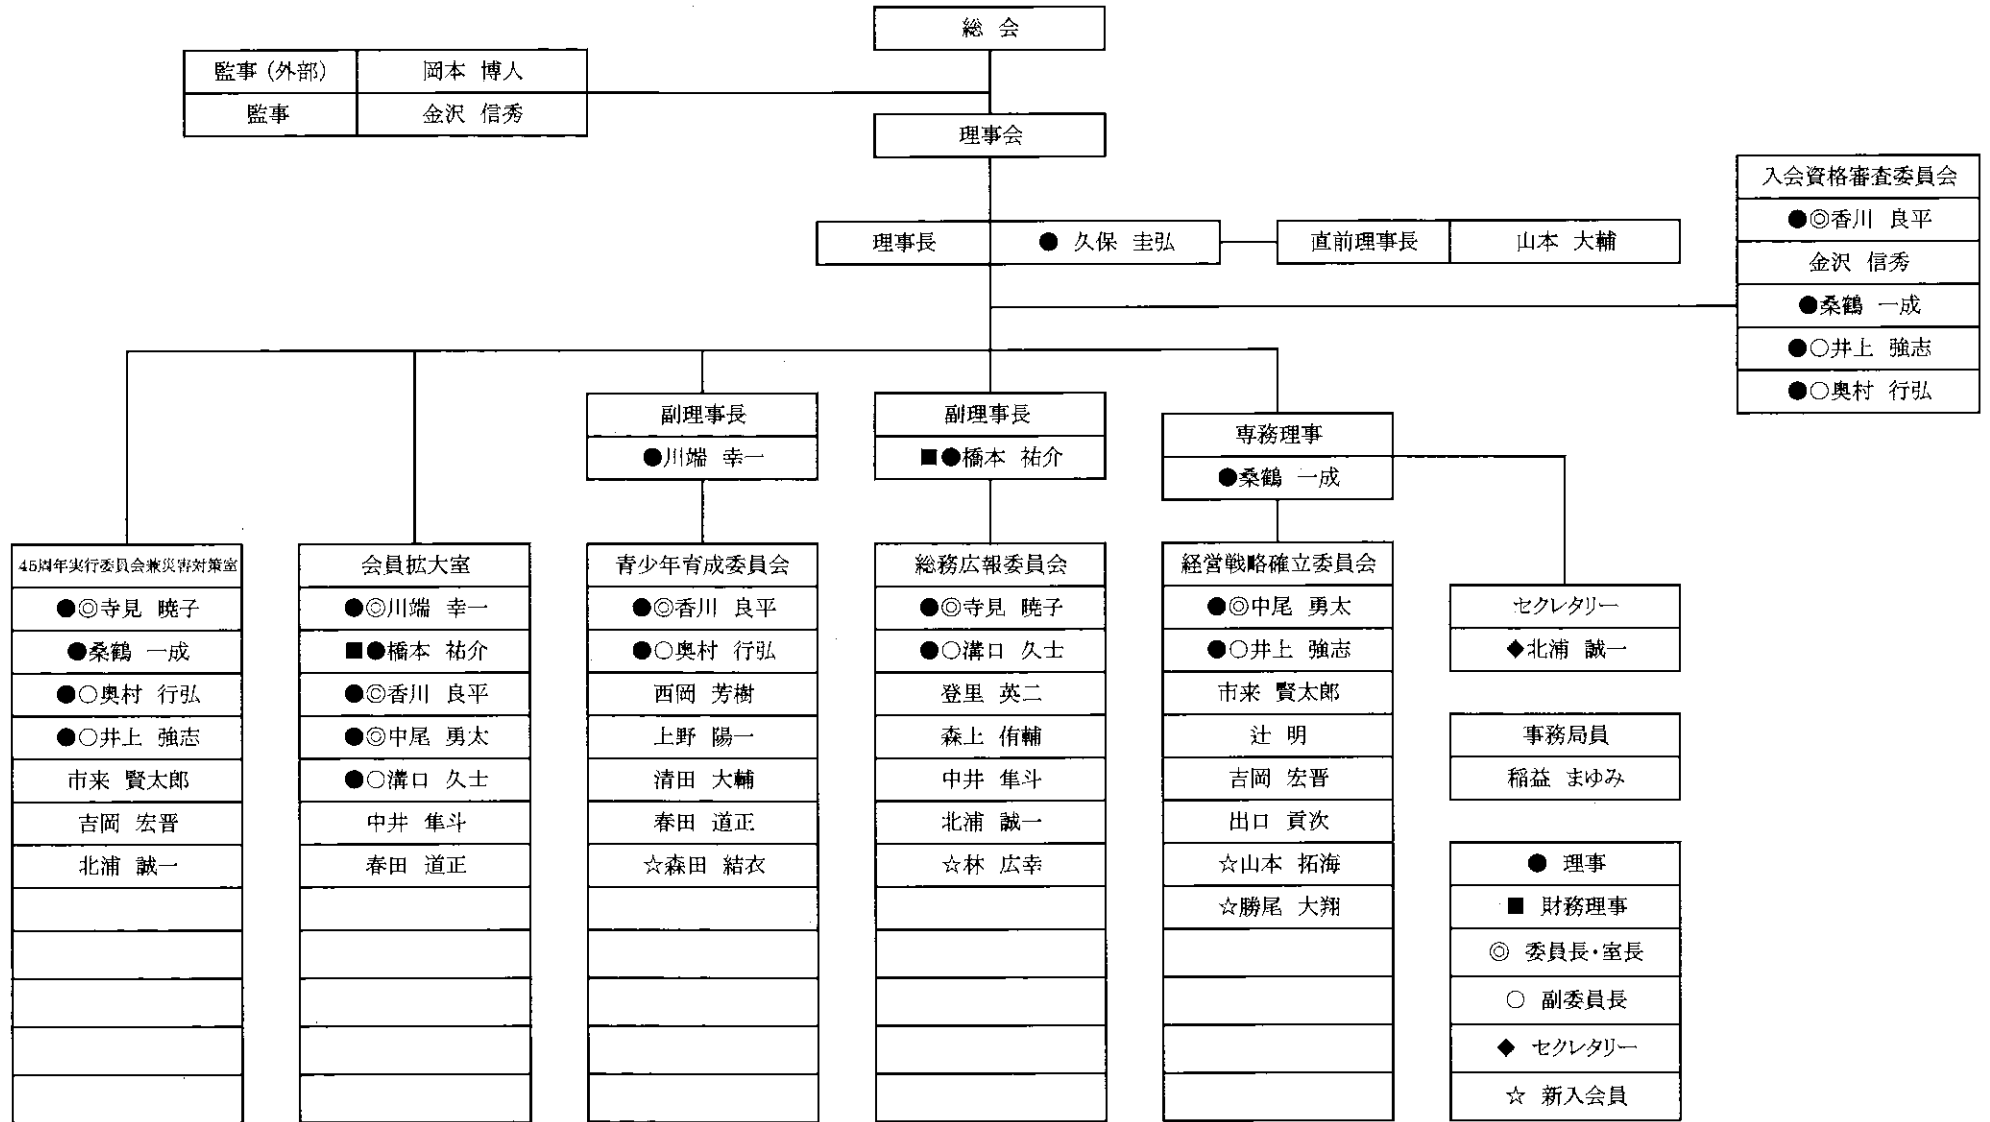 総 会
監事（外部） 岡本 博人
監事 金沢 信秀
理事会
理事長 ● 久保 圭弘
直前理事長 山本 大輔
入会資格審査委員会
●◎香川 良平
金沢 信秀
●桑鶴 一成
●○井上 強志
●○奥村 行弘
副理事長
●川端 幸一
副理事長
■●橋本 祐介
専務理事
●桑鶴 一成
45周年実行委員会兼災害対策室
●◎寺見 暁子
●桑鶴 一成
●○奥村 行弘
●○井上 強志
市来 賢太郎
吉岡 宏晋
北浦 誠一
会員拡大室
●◎川端 幸一
■●橋本 祐介
●◎香川 良平
●◎中尾 勇太
●○溝口 久士
中井 隼斗
春田 道正
青少年育成委員会
●◎香川 良平
●○奥村 行弘
西岡 芳樹
上野 陽一
清田 大輔
春田 道正
☆森田 結衣
総務広報委員会
●◎寺見 暁子
●○溝口 久士
登里 英二
森上 侑輔
中井 隼斗
北浦 誠一
☆林 広幸
経営戦略確立委員会
●◎中尾 勇太
●○井上 強志
市来 賢太郎
辻 明
吉岡 宏晋
出口 貢次
☆山本 拓海
☆勝尾 大翔
セクレタリー
◆北浦 誠一
事務局員
稲益 まゆみ
● 理事
■ 財務理事
◎ 委員長・室長
○ 副委員長
◆ セクレタリー
☆ 新入会員